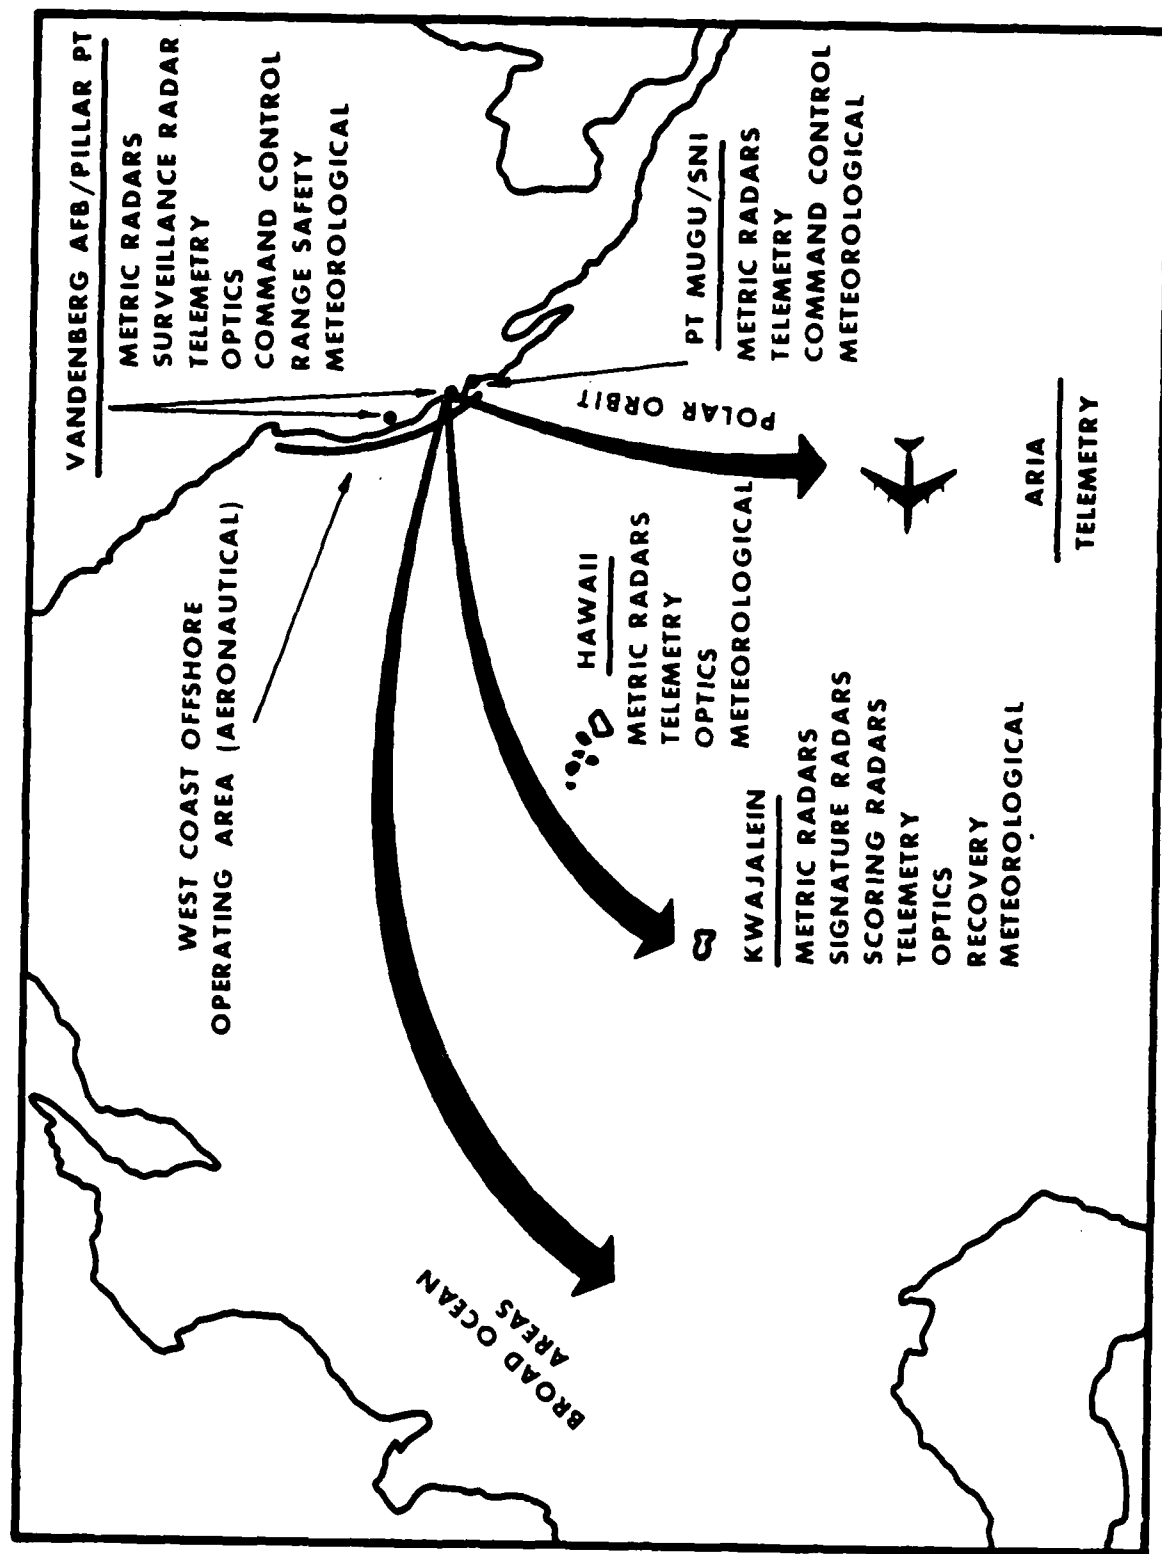 VANDENBERG AFB/PILLAR PT
METRIC RADARS
SURVEILLANCE RADAR
TELEMETRY
OPTICS
COMMAND CONTROL
RANGE SAFETY
METEOROLOGICAL
WEST COAST OFFSHORE
OPERATING AREA (AERONAUTICAL)
PT MUGU/SNI
METRIC RADARS
TELEMETRY
COMMAND CONTROL
METEOROLOGICAL
POLAR ORBIT
HAWAII
METRIC RADARS
TELEMETRY
OPTICS
METEOROLOGICAL
KWAJALEIN
METRIC RADARS
SIGNATURE RADARS
SCORING RADARS
TELEMETRY
OPTICS
RECOVERY
METEOROLOGICAL
BROAD OCEAN
AREAS
ARIA
TELEMETRY